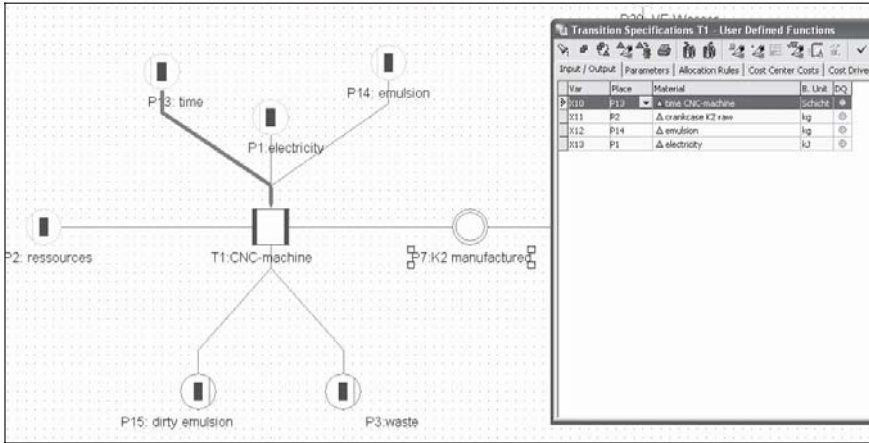 Transition Specifications T1 - User Defined Functions
Input / Output Parameters Allocation Rules Cost Center Costs Cost Drive
Var Place Material B. Unit DQ
X10 P13 time CNC-machine Schicht
X11 P2 crankcase K2 raw kg
X12 P14 emulsion kg
X13 P1 electricity kJ
P13: time
P14: emulsion
P1:electricity
P2: ressources
T1:CNC-machine
P7:K2 manufactured
P15: dirty emulsion
P3:waste